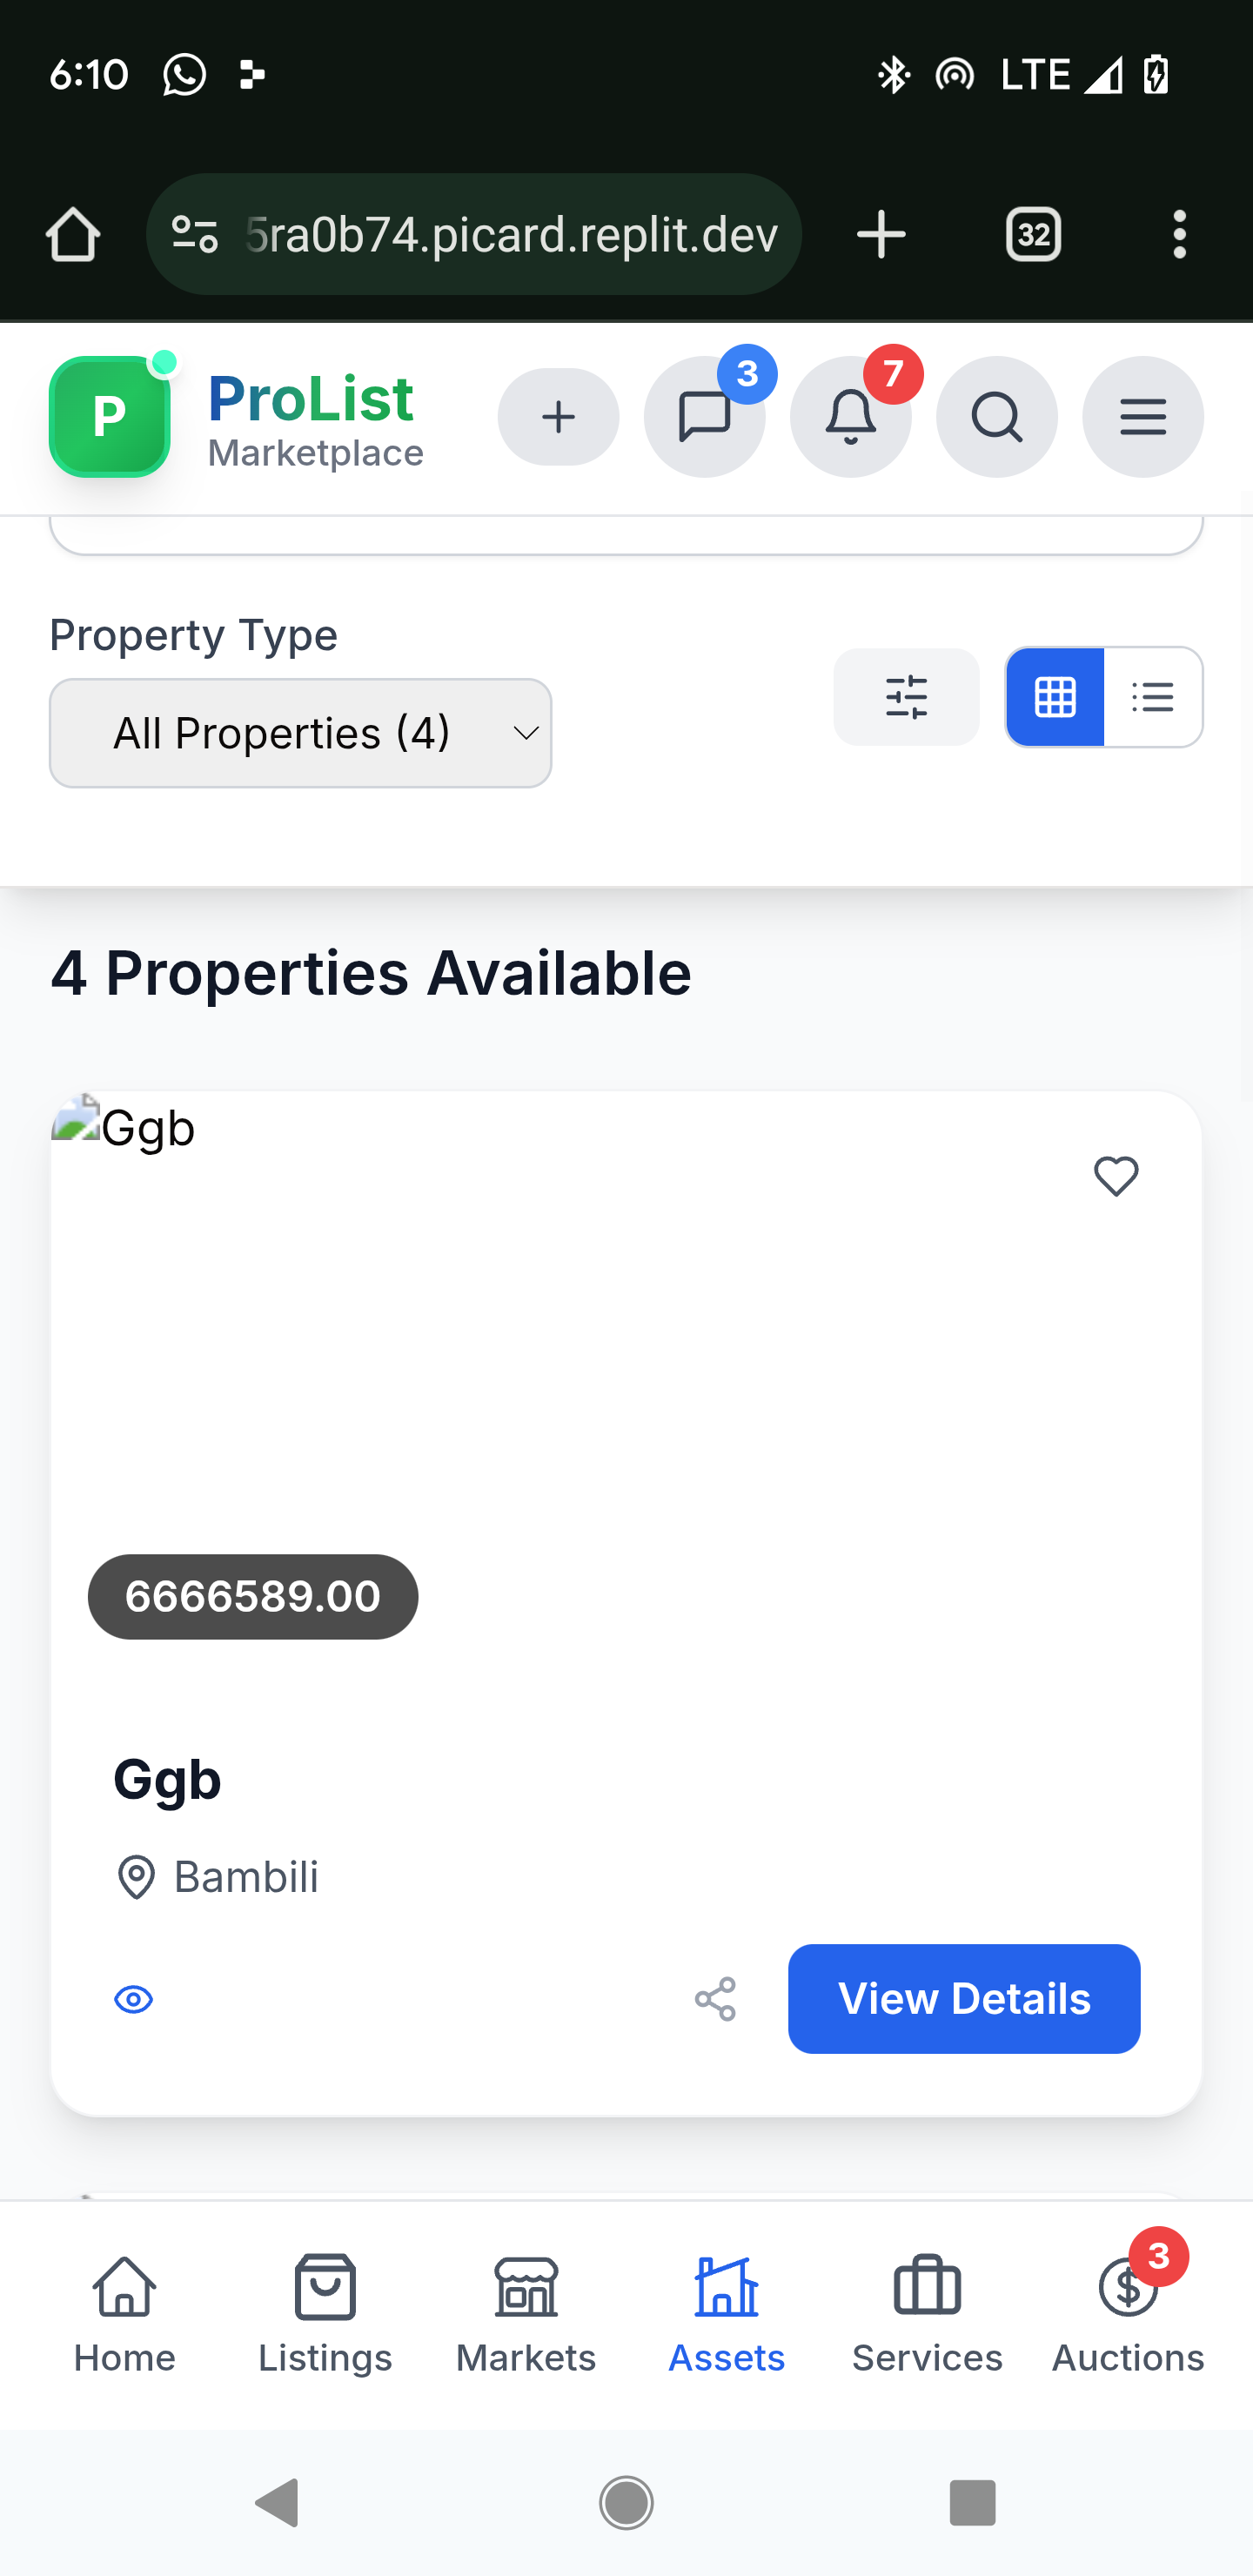 6:10 LTE
5ra0b74.picard.replit.dev 32
P ProList 3 7
Marketplace
Property Type
All Properties (4)
4 Properties Available
Ggb
6666589.00
Ggb
Bambili
View Details
3
Home Listings Markets Assets Services Auctions